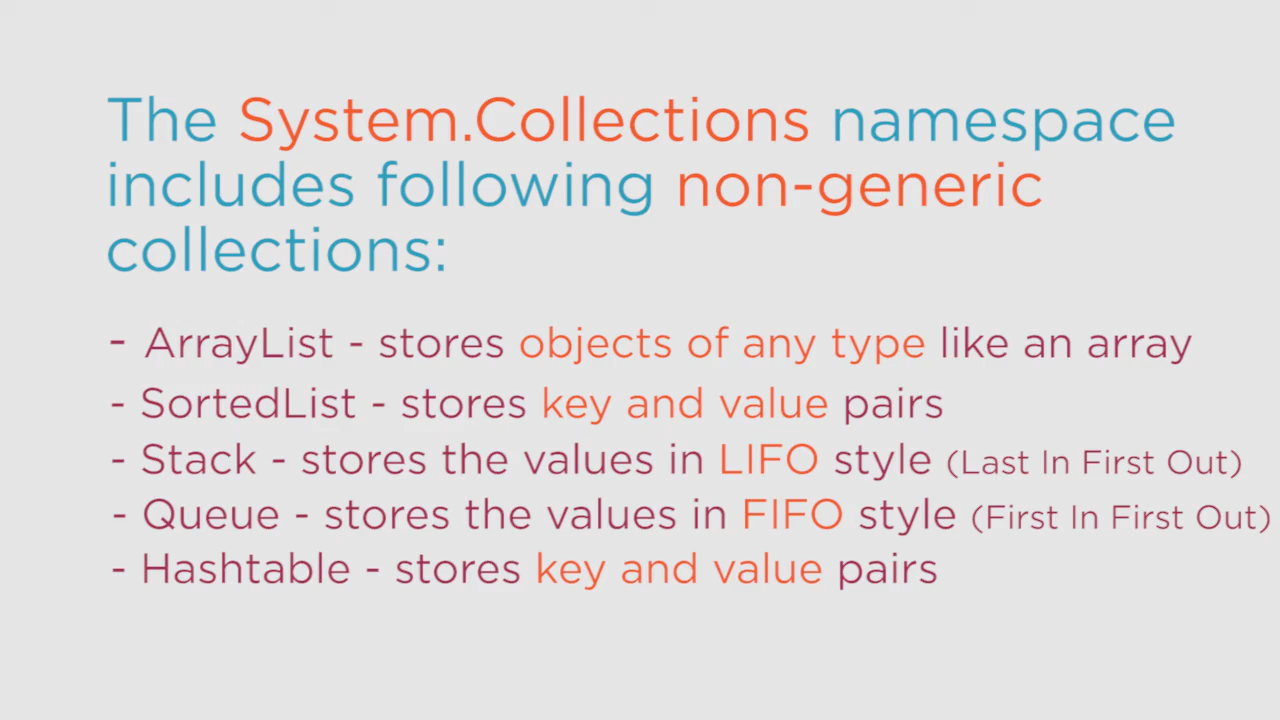 The System.Collections namespace
includes following non-generic
collections:
- ArrayList - stores objects of any type like an array
- SortedList - stores key and value pairs
- Stack - stores the values in LIFO style (Last In First Out)
- Queue - stores the values in FIFO style (First In First Out)
- Hashtable - stores key and value pairs